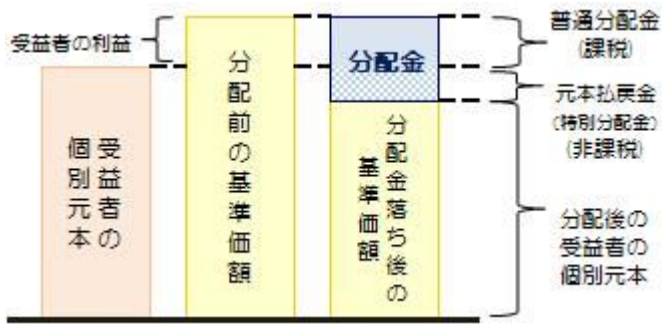 受益者の利益
受益者の
個別元本
分配前の基準価額
分配金
分配金落ち後の
基準価額
普通分配金
(課税)
元本払戻金
(特別分配金)
(非課税)
分配後の
受益者の
個別元本